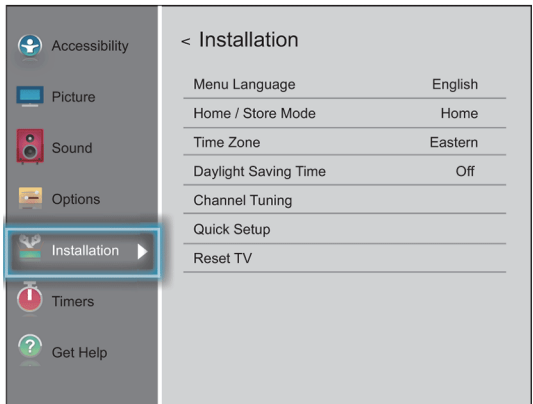 Accessibility
Picture
Sound
Options
Installation
Timers
Get Help
< Installation
Menu Language English
Home / Store Mode Home
Time Zone Eastern
Daylight Saving Time Off
Channel Tuning
Quick Setup
Reset TV